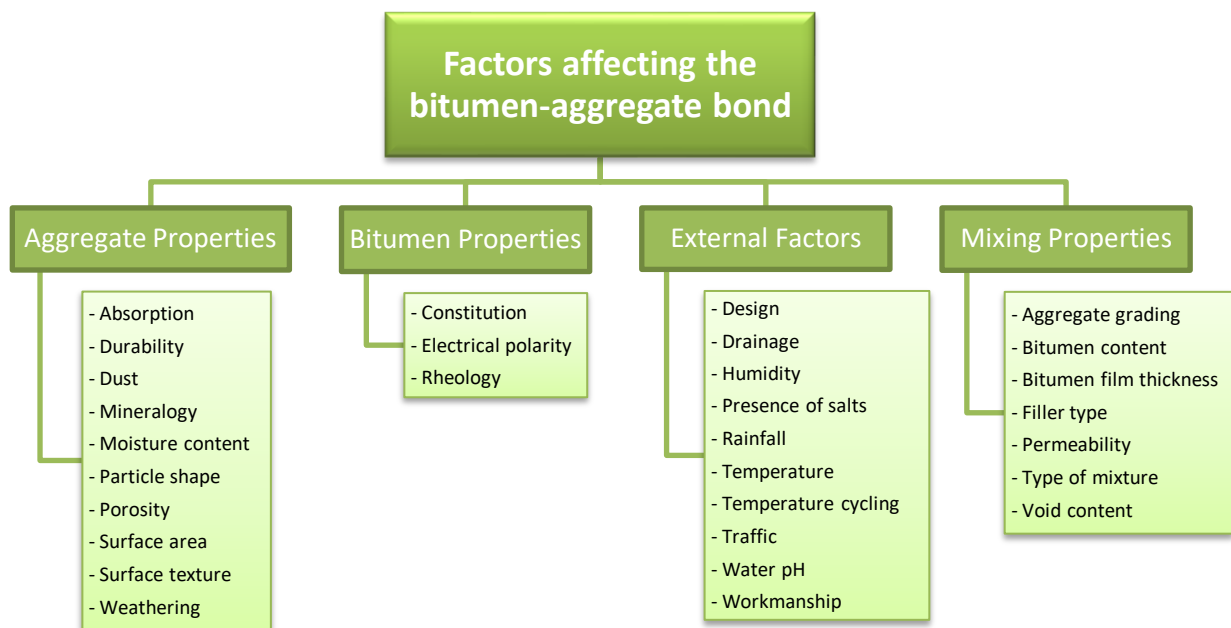 Factors affecting the
bitumen-aggregate bond
Aggregate Properties
- Absorption
- Durability
- Dust
- Mineralogy
- Moisture content
- Particle shape
- Porosity
- Surface area
- Surface texture
- Weathering
Bitumen Properties
- Constitution
- Electrical polarity
- Rheology
External Factors
- Design
- Drainage
- Humidity
- Presence of salts
- Rainfall
- Temperature
- Temperature cycling
- Traffic
- Water pH
- Workmanship
Mixing Properties
- Aggregate grading
- Bitumen content
- Bitumen film thickness
- Filler type
- Permeability
- Type of mixture
- Void content